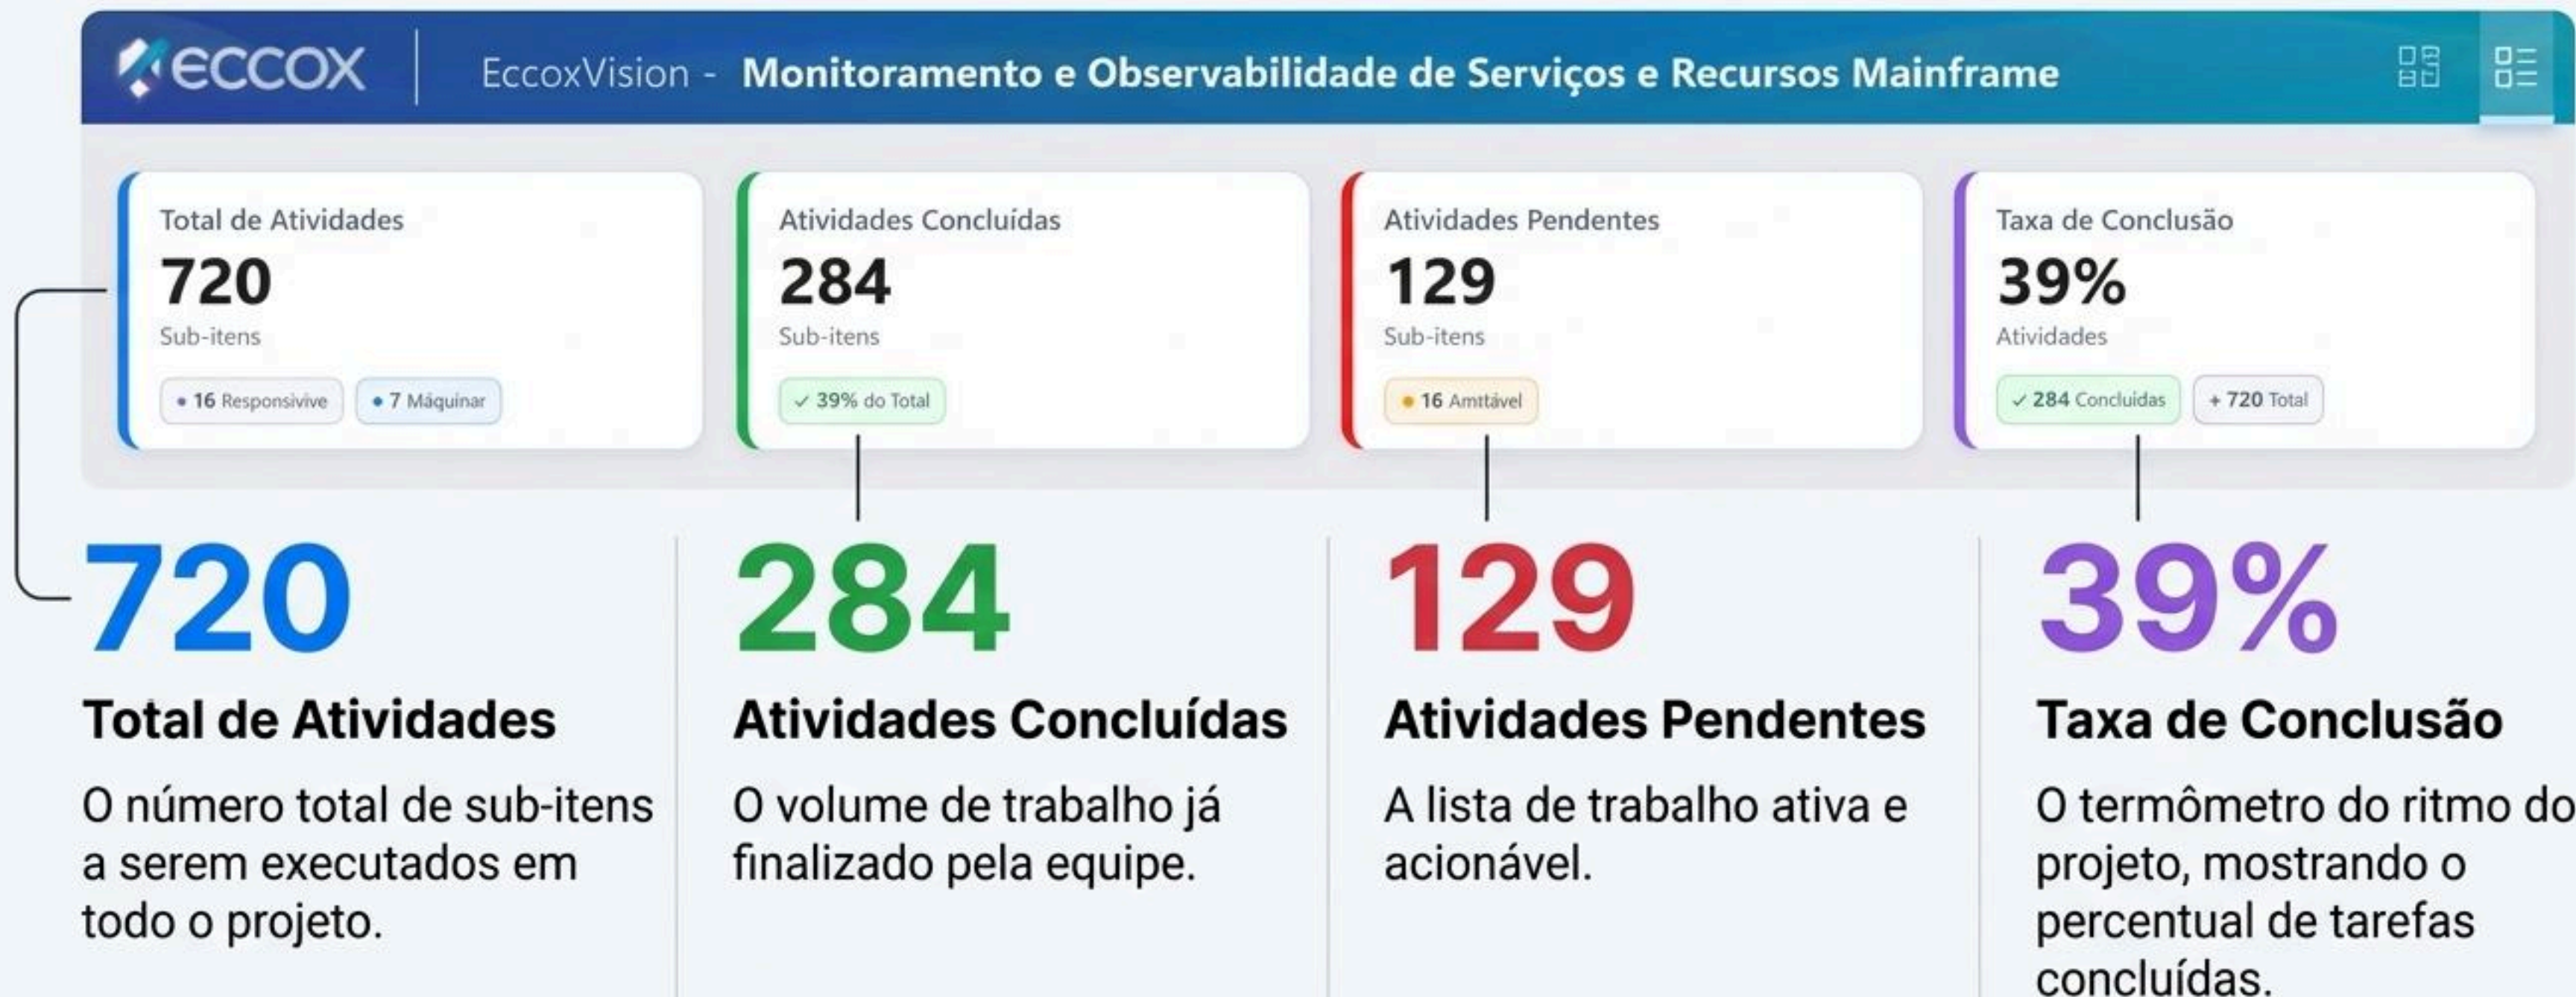 ECCOX
EccoxVision - Monitoramento e Observabilidade de Serviços e Recursos Mainframe
Total de Atividades
720
Sub-itens
• 16 Responsivive • 7 Máquinar
Atividades Concluídas
284
Sub-itens
✓ 39% do Total
Atividades Pendentes
129
Sub-itens
• 16 Amttável
Taxa de Conclusão
39%
Atividades
✓ 284 Concluidas + 720 Total
720
Total de Atividades
O número total de sub-itens
a serem executados em
todo o projeto.
284
Atividades Concluídas
O volume de trabalho já
finalizado pela equipe.
129
Atividades Pendentes
A lista de trabalho ativa e
acionável.
39%
Taxa de Conclusão
O termômetro do ritmo do
projeto, mostrando o
percentual de tarefas
concluídas.